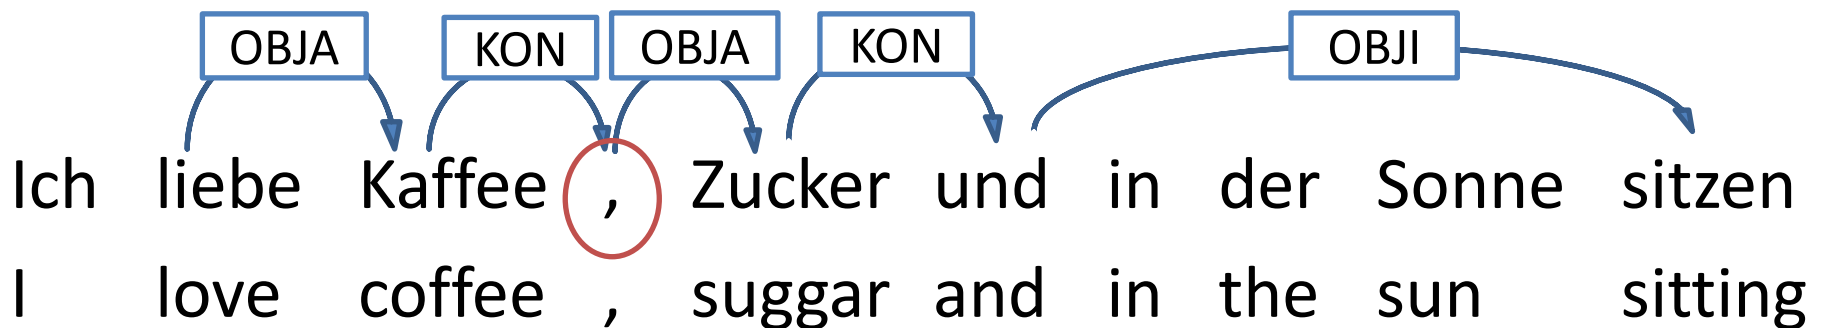 OBJA KON OBJA KON OBJI
Ich liebe Kaffee , Zucker und in der Sonne sitzen
I love coffee , suggar and in the sun sitting